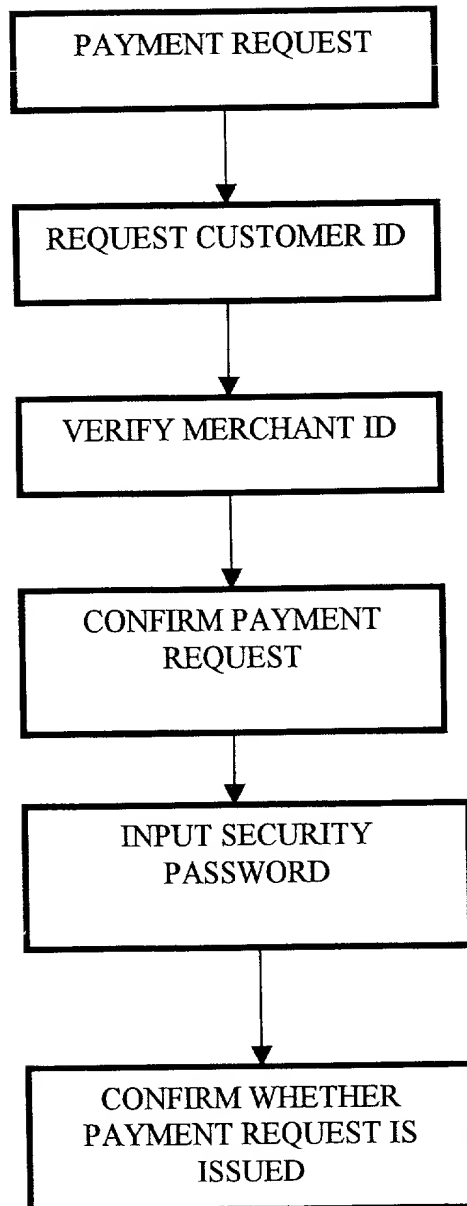 PAYMENT REQUEST
REQUEST CUSTOMER ID
VERIFY MERCHANT ID
CONFIRM PAYMENT
REQUEST
INPUT SECURITY
PASSWORD
CONFIRM WHETHER
PAYMENT REQUEST IS
ISSUED